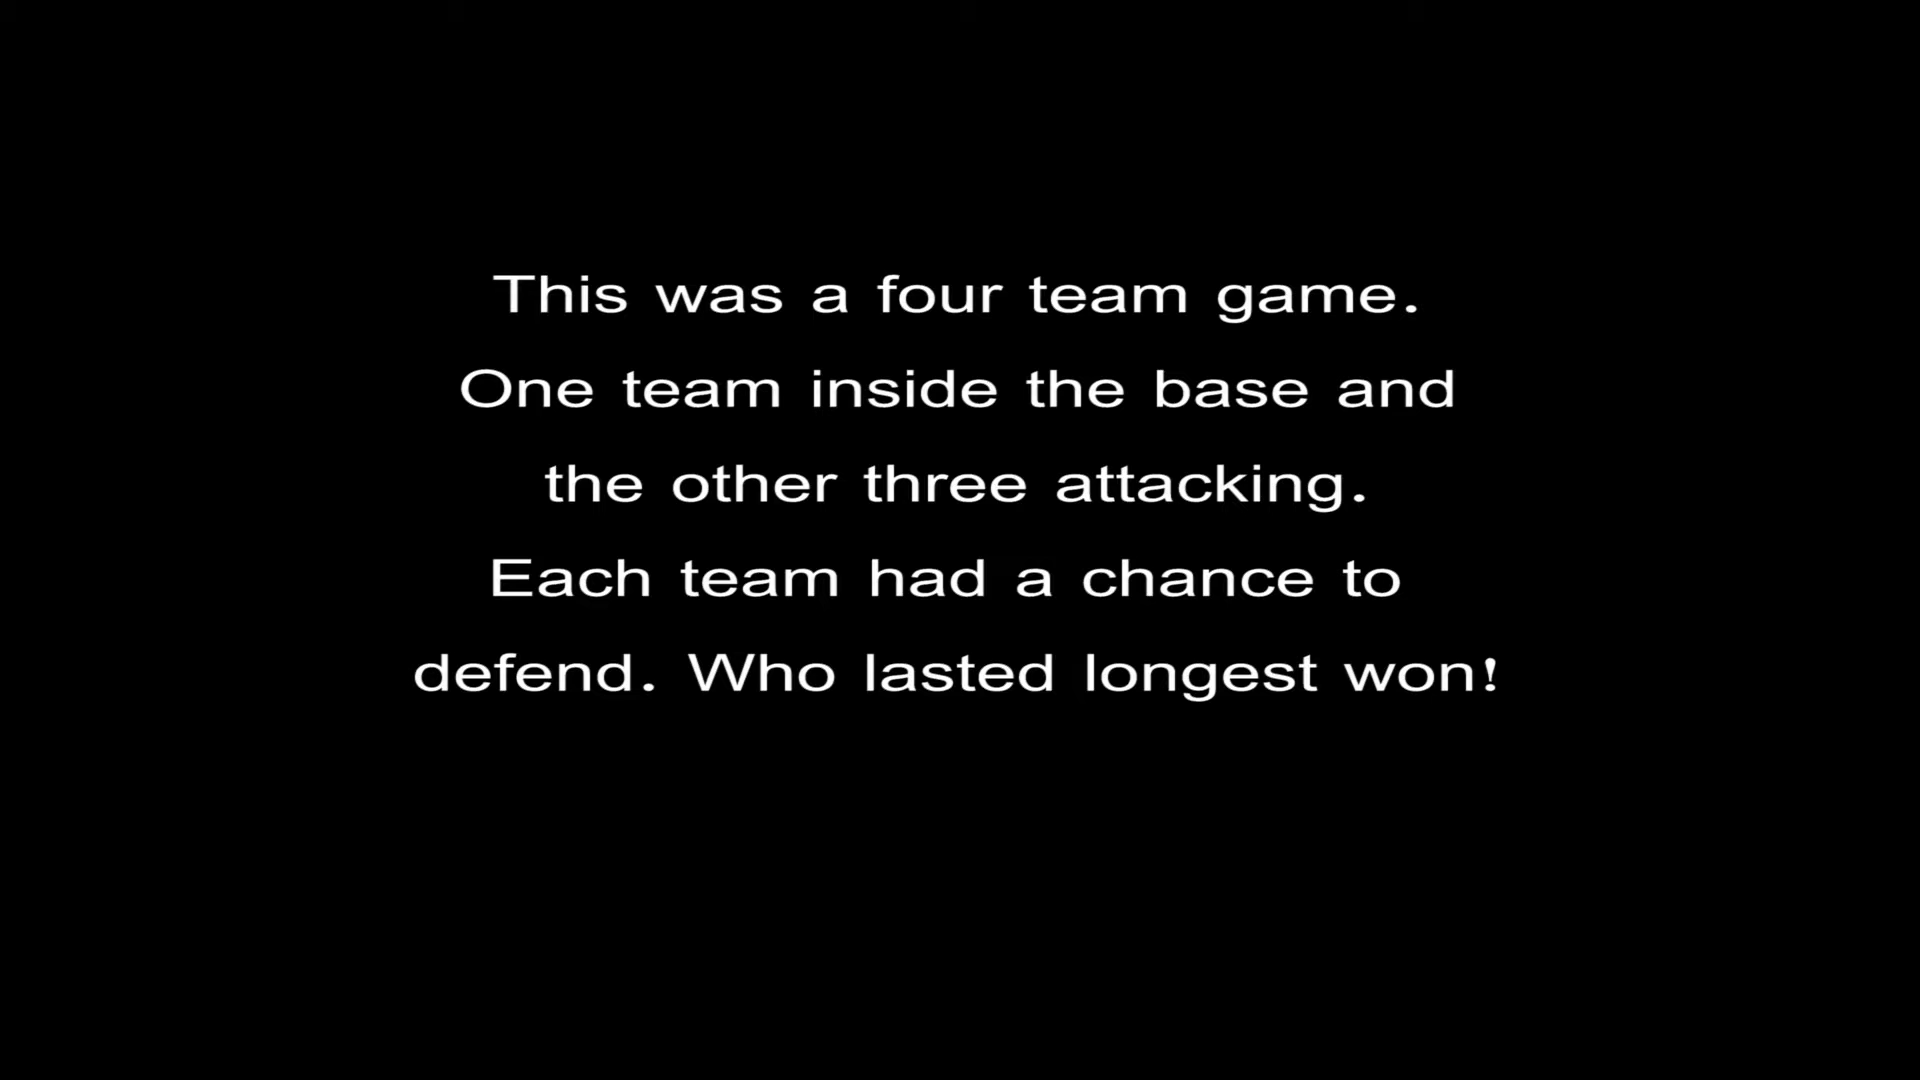 This was a four team game.
One team inside the base and
the other three attacking.
Each team had a chance to
defend. Who lasted longest won!